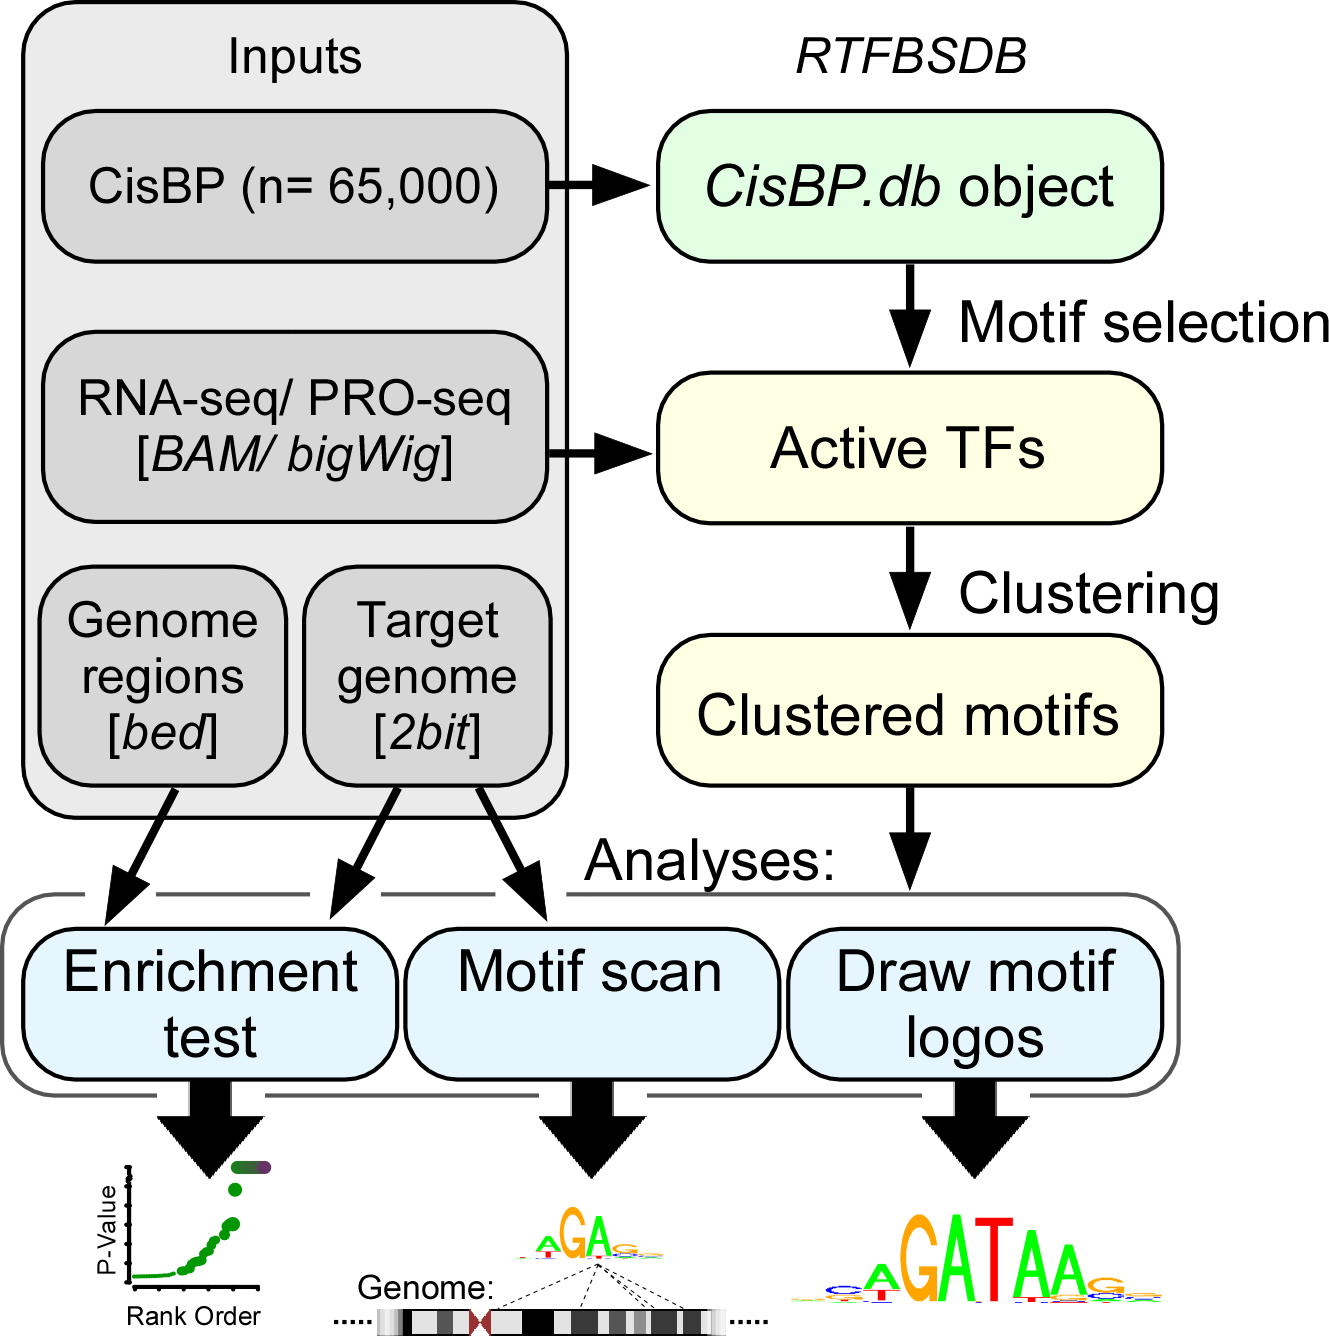 Inputs
RTFBSDB
CisBP (n= 65,000)
CisBP.db object
Motif selection
RNA-seq/ PRO-seq
[BAM/ bigWig]
Active TFs
Clustering
Genome
regions
[bed]
Target
genome
[2bit]
Clustered motifs
Analyses:
Enrichment
test
Motif scan
Draw motif
logos
P-Value
Rank Order
AGAG
Genome:
AGATAAG